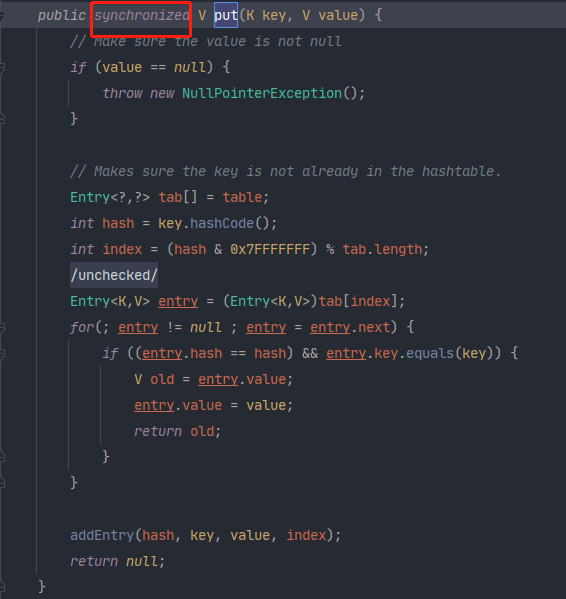 public synchronized V put(K key, V value) {
// Make sure the value is not null
if (value == null) {
throw new NullPointerException();
}
// Makes sure the key is not already in the hashtable.
Entry<?,?> tab[] = table;
int hash = key.hashCode();
int index = (hash & 0x7FFFFFFF) % tab.length;
/unchecked/
Entry<K,V> entry = (Entry<K,V>)tab[index];
for(; entry != null ; entry = entry.next) {
if ((entry.hash == hash) && entry.key.equals(key)) {
V old = entry.value;
entry.value = value;
return old;
}
}
addEntry(hash, key, value, index);
return null;
}